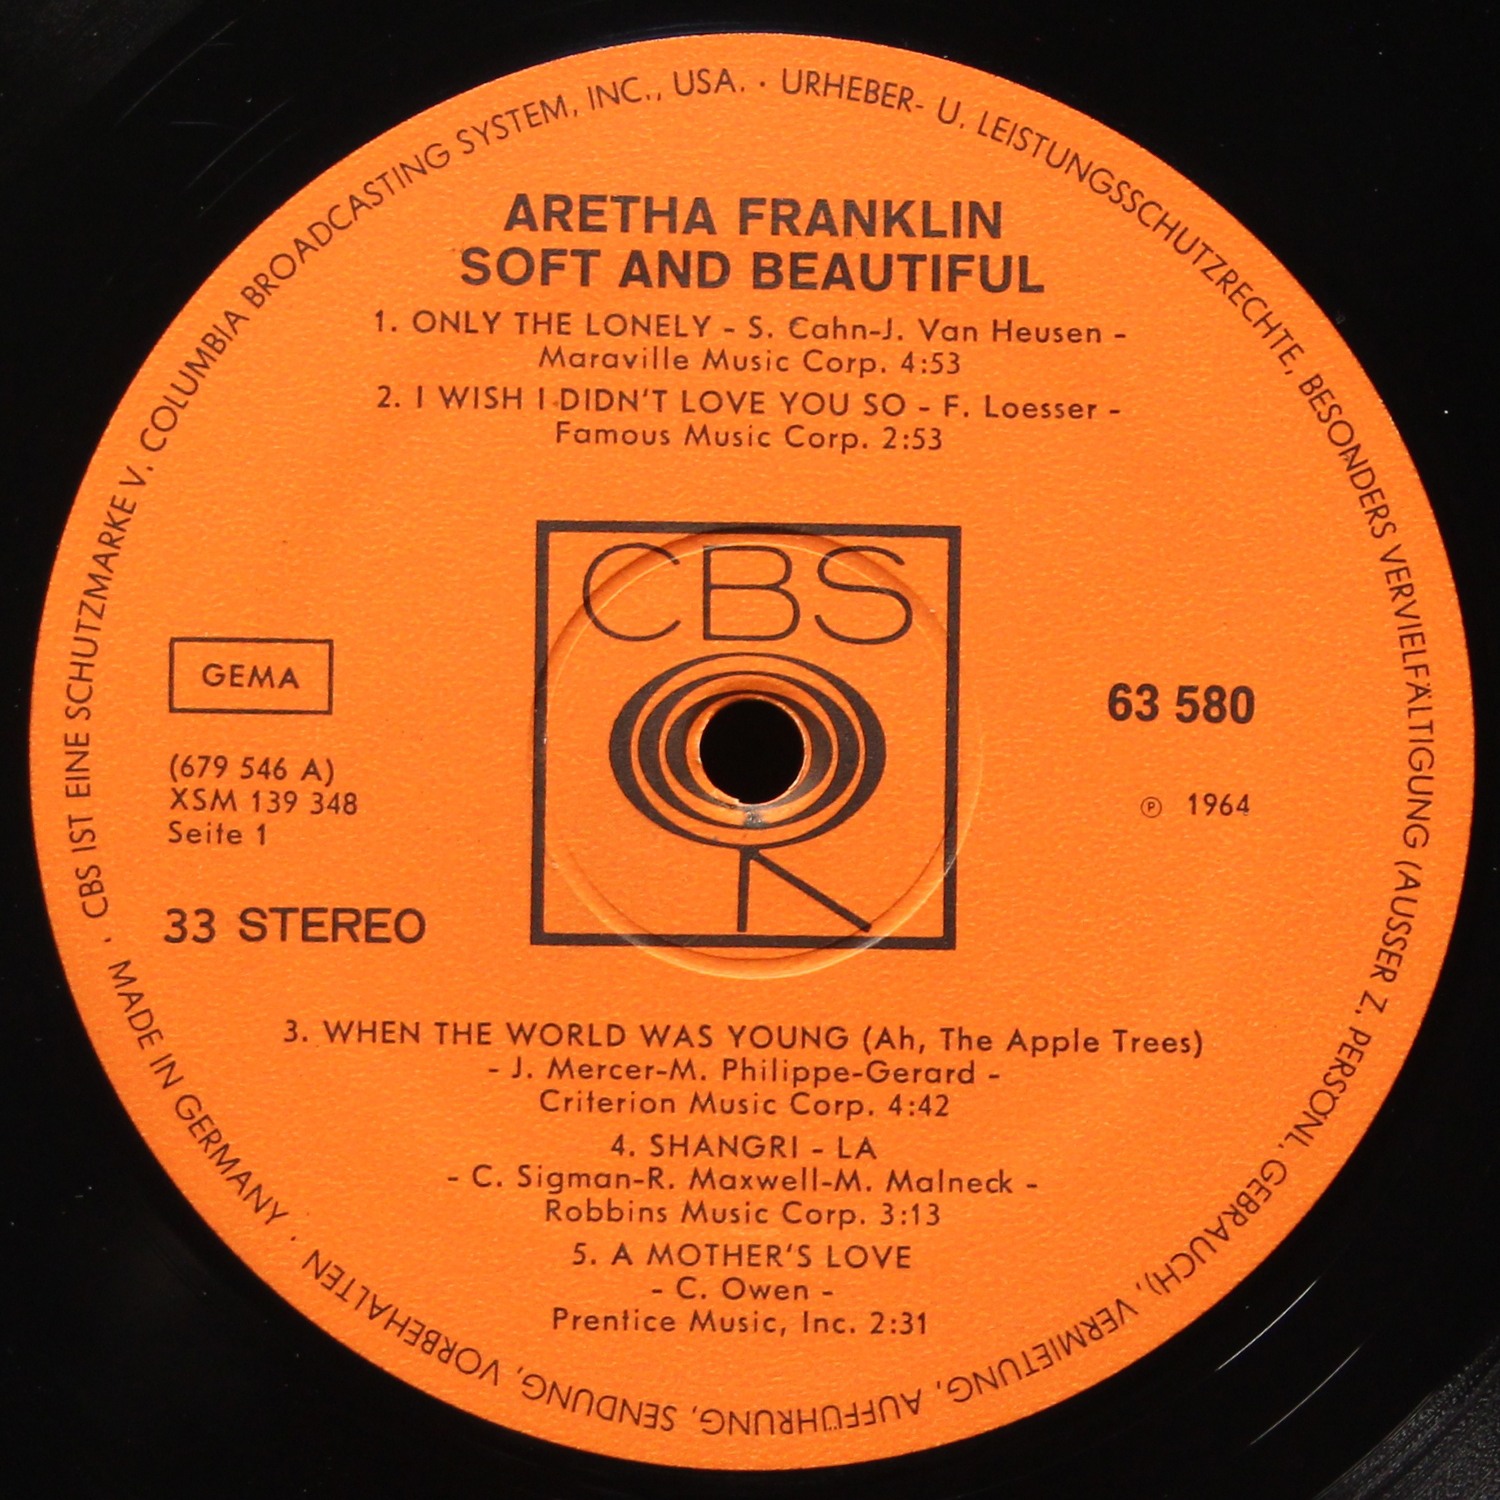 CBS IST EINE SCHUTZMARKE V. COLUMBIA BROADCASTING SYSTEM, INC., USA. · URHEBER- U. LEISTUNGSSCHUTZRECHTE, BESONDERS VERVIELFÄLTIGUNG (AUSSER Z. PERSÖNL. GEBRAUCH), VERMIETUNG, AUFFÜHRUNG, SENDUNG, VORBEHALTEN · MADE IN GERMANY ·
ARETHA FRANKLIN
SOFT AND BEAUTIFUL
1. ONLY THE LONELY - S. Cahn-J. Van Heusen -
Maraville Music Corp. 4:53
2. I WISH I DIDN'T LOVE YOU SO - F. Loesser -
Famous Music Corp. 2:53
CBS
GEMA
63 580
(679 546 A)
XSM 139 348
Seite 1
℗ 1964
33 STEREO
3. WHEN THE WORLD WAS YOUNG (Ah, The Apple Trees)
- J. Mercer-M. Philippe-Gerard -
Criterion Music Corp. 4:42
4. SHANGRI - LA
- C. Sigman-R. Maxwell-M. Malneck -
Robbins Music Corp. 3:13
5. A MOTHER'S LOVE
- C. Owen -
Prentice Music, Inc. 2:31